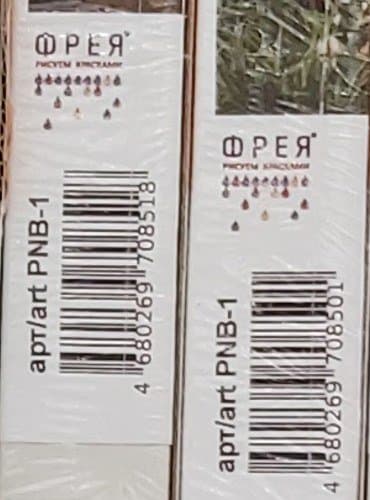 ФРЕЯ®
РИСУЕМ КРАСКАМИ
арт/art PNB-1
4 680269 708518
ФРЕЯ®
РИСУЕМ КРАСКАМИ
арт/art PNB-1
4 680269 708501